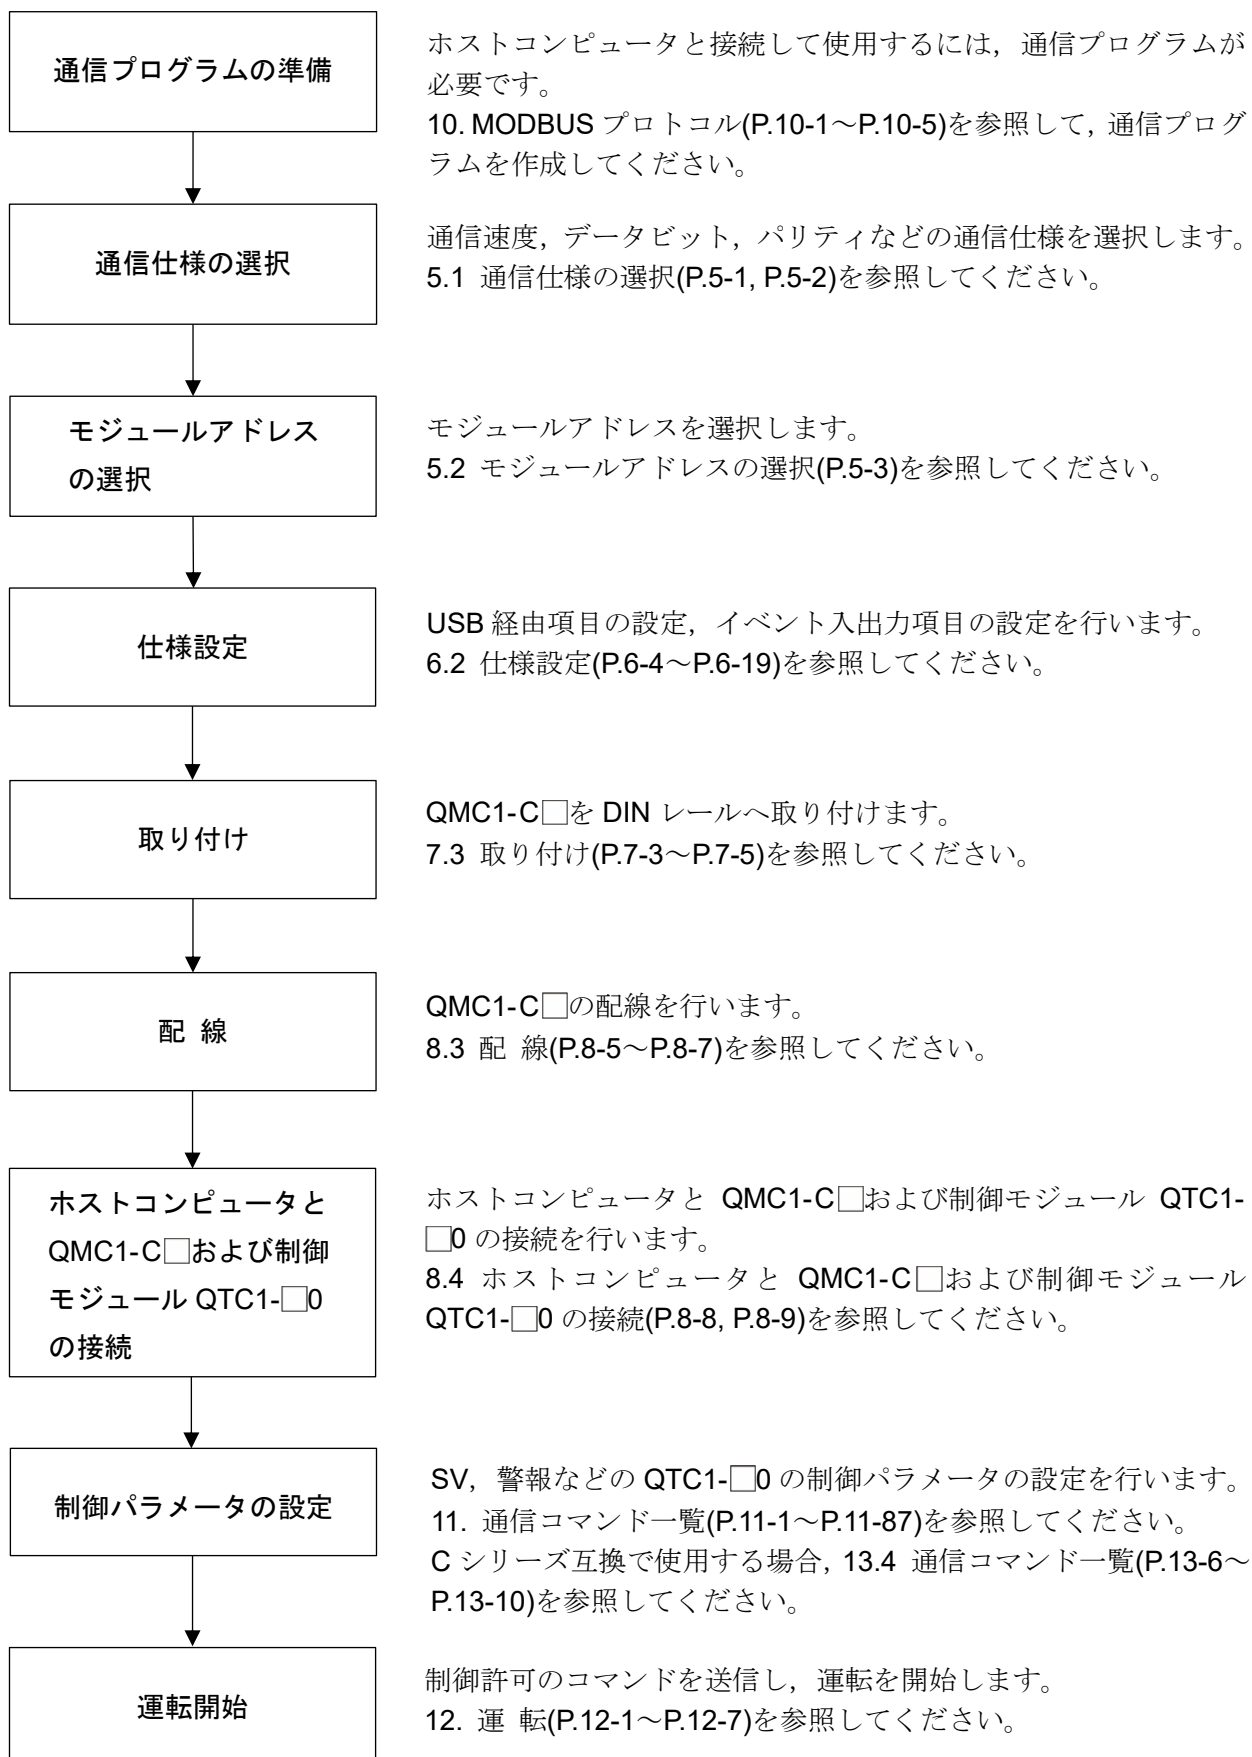 通信プログラムの準備
ホストコンピュータと接続して使用するには，通信プログラムが
必要です。
10. MODBUS プロトコル(P.10-1～P.10-5)を参照して，通信プログ
ラムを作成してください。
通信仕様の選択
通信速度，データビット，パリティなどの通信仕様を選択します。
5.1 通信仕様の選択(P.5-1, P.5-2)を参照してください。
モジュールアドレス
の選択
モジュールアドレスを選択します。
5.2 モジュールアドレスの選択(P.5-3)を参照してください。
仕様設定
USB 経由項目の設定，イベント入出力項目の設定を行います。
6.2 仕様設定(P.6-4～P.6-19)を参照してください。
取り付け
QMC1-C□を DIN レールへ取り付けます。
7.3 取り付け(P.7-3～P.7-5)を参照してください。
配 線
QMC1-C□の配線を行います。
8.3 配 線(P.8-5～P.8-7)を参照してください。
ホストコンピュータと
QMC1-C□および制御
モジュール QTC1-□0
の接続
ホストコンピュータと QMC1-C□および制御モジュール QTC1-
□0 の接続を行います。
8.4 ホストコンピュータと QMC1-C□および制御モジュール
QTC1-□0 の接続(P.8-8, P.8-9)を参照してください。
制御パラメータの設定
SV，警報などの QTC1-□0 の制御パラメータの設定を行います。
11. 通信コマンド一覧(P.11-1～P.11-87)を参照してください。
C シリーズ互換で使用する場合，13.4 通信コマンド一覧(P.13-6～
P.13-10)を参照してください。
運転開始
制御許可のコマンドを送信し，運転を開始します。
12. 運 転(P.12-1～P.12-7)を参照してください。